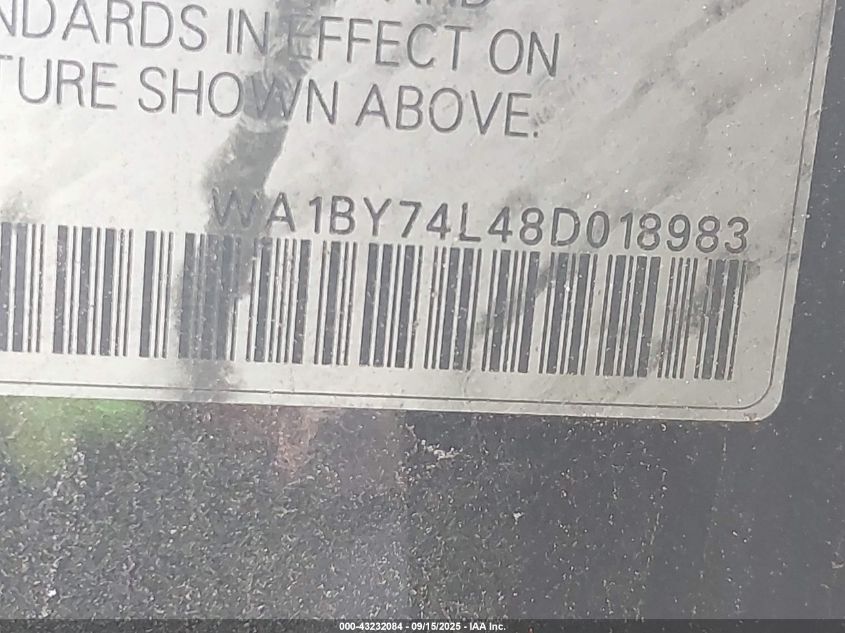 NDARDS IN EFFECT ON
TURE SHOWN ABOVE.
WA1BY74L48D018983
000-43232084 - 09/15/2025 - IAA Inc.